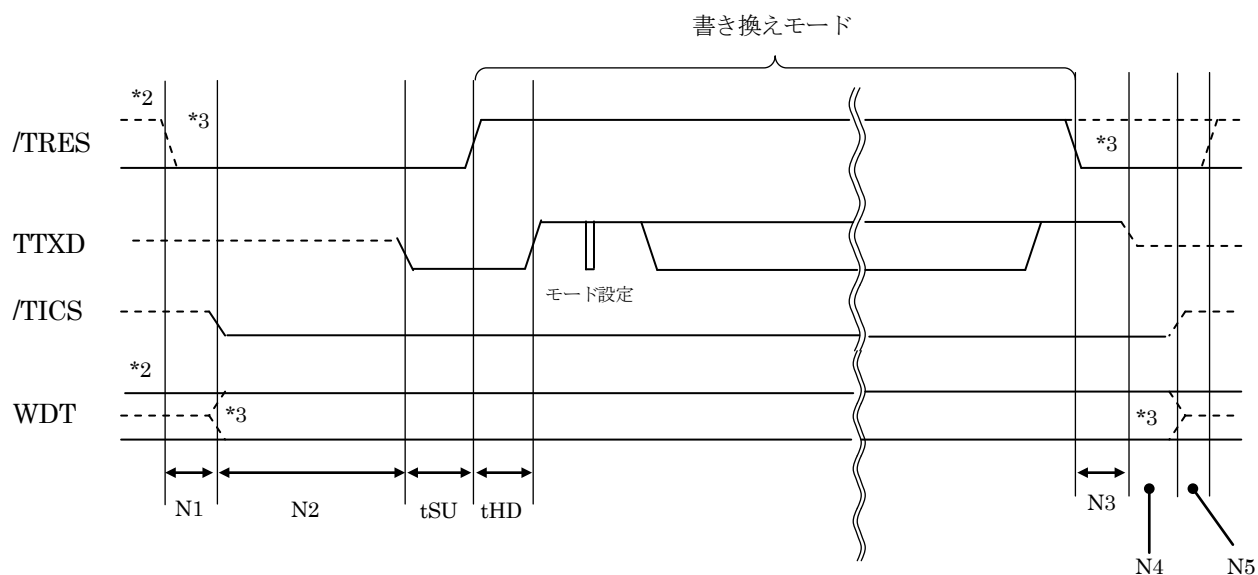 書き換えモード
*2
*3
/TRES
*3
TTXD
モード設定
/TICS
*2
WDT
*3
*3
N1
N2
tSU
tHD
N3
N4
N5